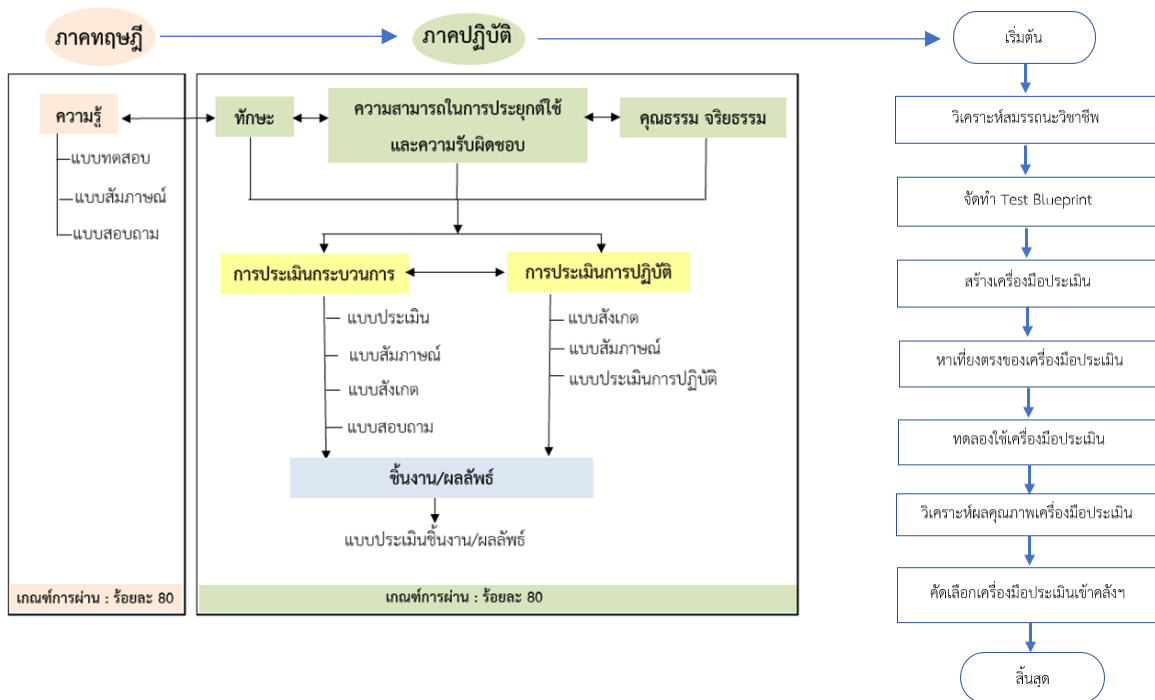 ภาคทฤษฎี
ภาคปฏิบัติ
ความรู้
แบบทดสอบ
แบบสัมภาษณ์
แบบสอบถาม
เกณฑ์การผ่าน : ร้อยละ 80
ทักษะ
ความสามารถในการประยุกต์ใช้
และความรับผิดชอบ
คุณธรรม จริยธรรม
การประเมินกระบวนการ
แบบประเมิน
แบบสัมภาษณ์
แบบสังเกต
แบบสอบถาม
การประเมินการปฏิบัติ
แบบสังเกต
แบบสัมภาษณ์
แบบประเมินการปฏิบัติ
ชิ้นงาน/ผลลัพธ์
แบบประเมินชิ้นงาน/ผลลัพธ์
เกณฑ์การผ่าน : ร้อยละ 80
เริ่มต้น
วิเคราะห์สมรรถนะวิชาชีพ
จัดทำ Test Blueprint
สร้างเครื่องมือประเมิน
หาเที่ยงตรงของเครื่องมือประเมิน
ทดลองใช้เครื่องมือประเมิน
วิเคราะห์ผลคุณภาพเครื่องมือประเมิน
คัดเลือกเครื่องมือประเมินเข้าคลังฯ
สิ้นสุด